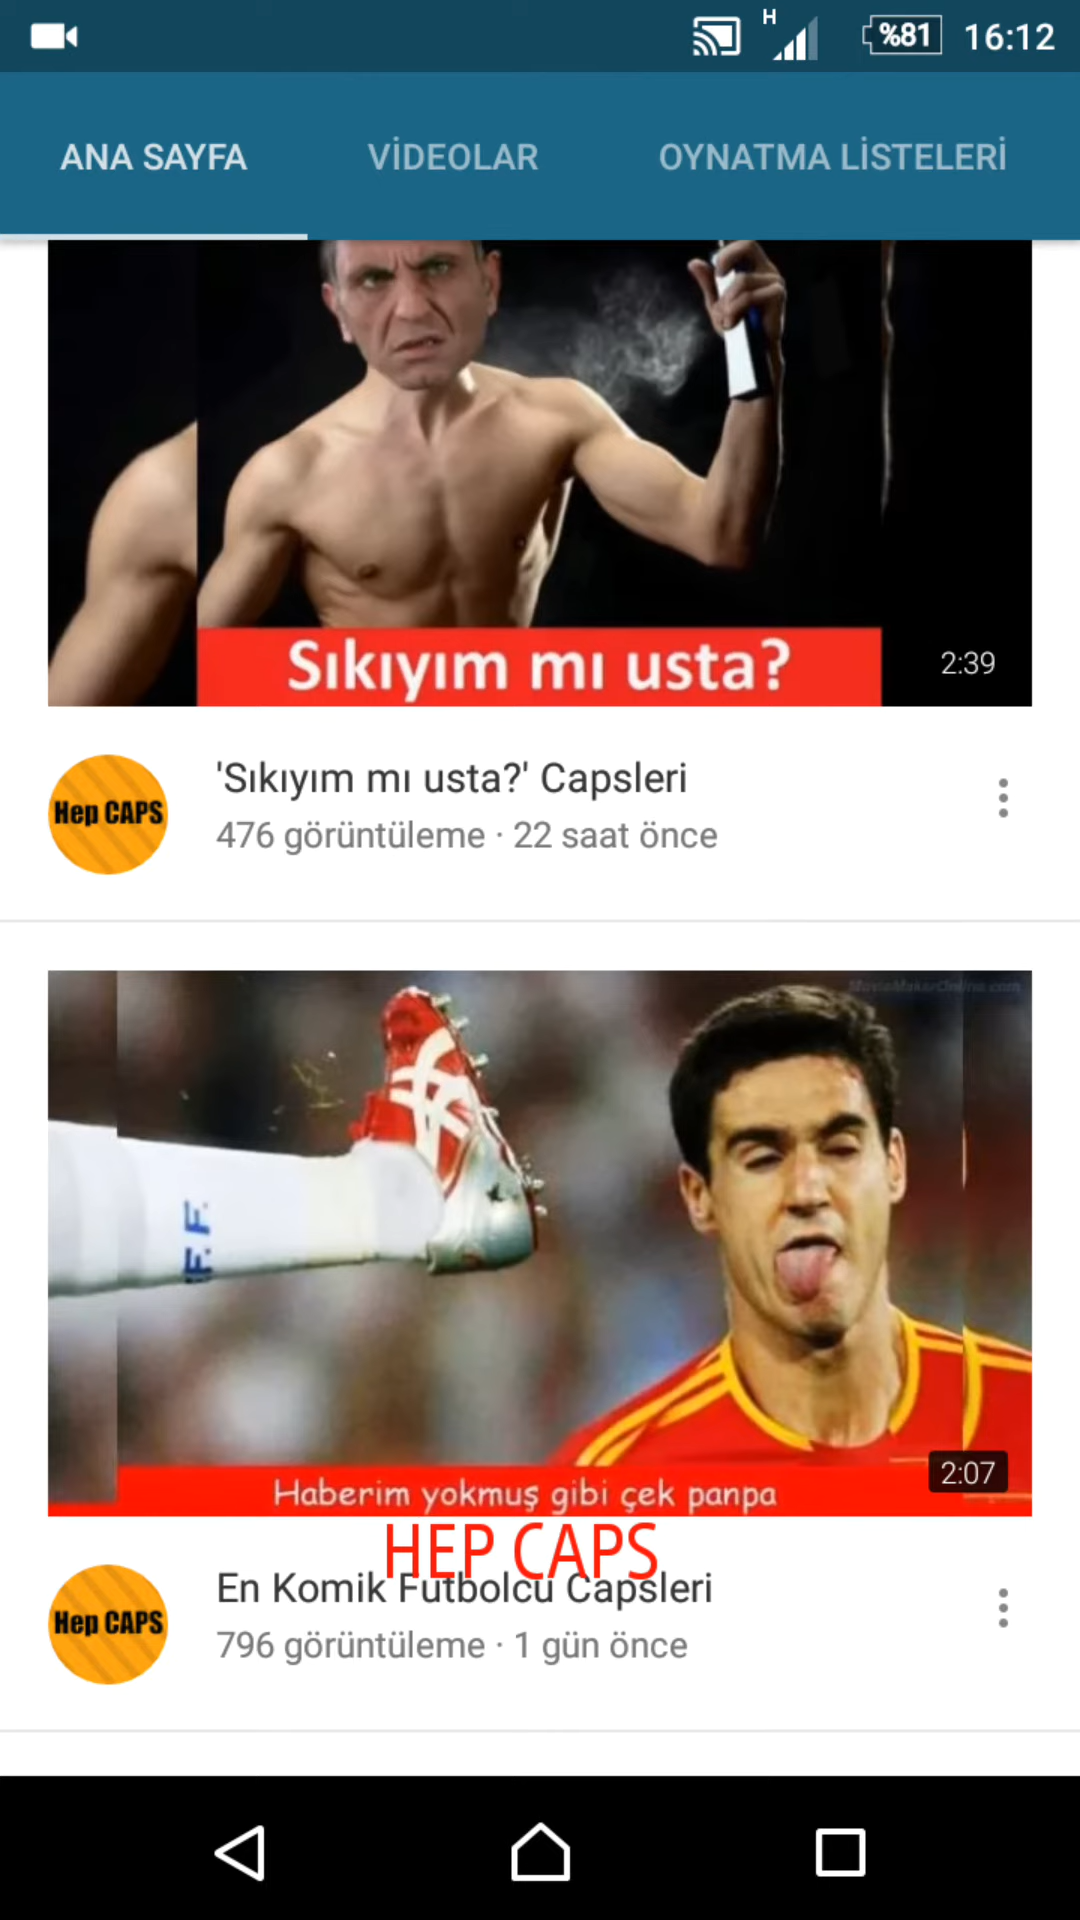 H %81 16:12
ANA SAYFA VİDEOLAR OYNATMA LİSTELERİ
Sıkıyım mı usta?
2:39
Hep CAPS
'Sıkıyım mı usta?' Capsleri
476 görüntüleme · 22 saat önce
MovieMakerOnline.com
F.F.
2:07
Haberim yokmuş gibi çek panpa
HEP CAPS
Hep CAPS
En Komik Futbolcu Capsleri
796 görüntüleme · 1 gün önce